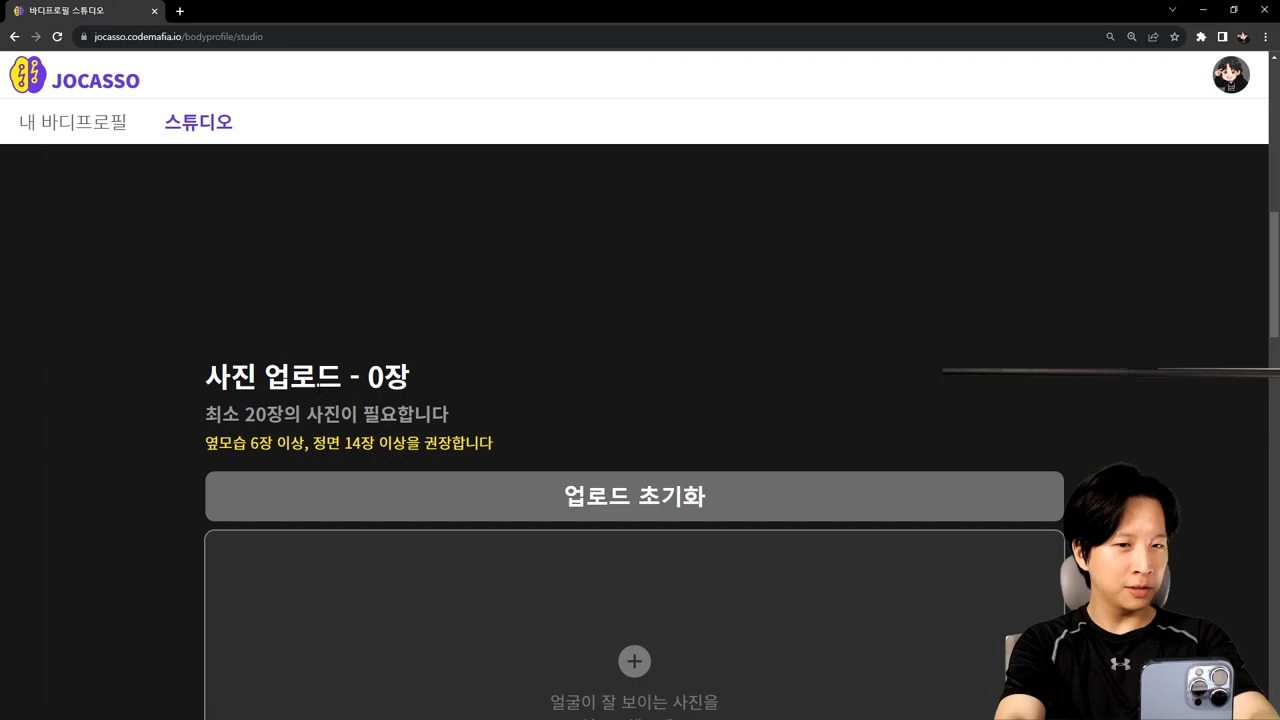 바디프로필 스튜디오
jocasso.codemafia.io/bodyprofile/studio
JOCASSO
내 바디프로필 스튜디오
사진 업로드 - 0장
최소 20장의 사진이 필요합니다
옆모습 6장 이상, 정면 14장 이상을 권장합니다
업로드 초기화
얼굴이 잘 보이는 사진을